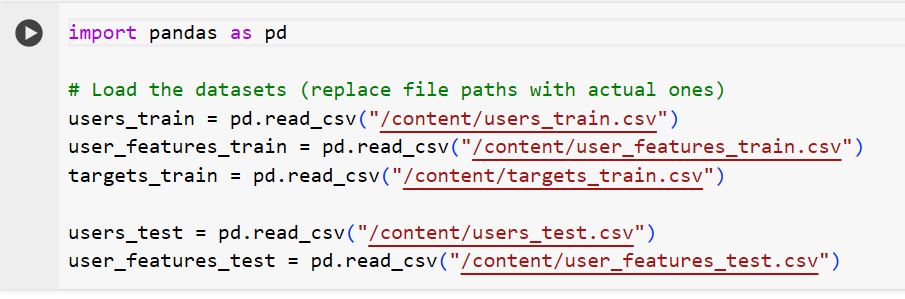 import pandas as pd
# Load the datasets (replace file paths with actual ones)
users_train = pd.read_csv("/content/users_train.csv")
user_features_train = pd.read_csv("/content/user_features_train.csv")
targets_train = pd.read_csv("/content/targets_train.csv")
users_test = pd.read_csv("/content/users_test.csv")
user_features_test = pd.read_csv("/content/user_features_test.csv")